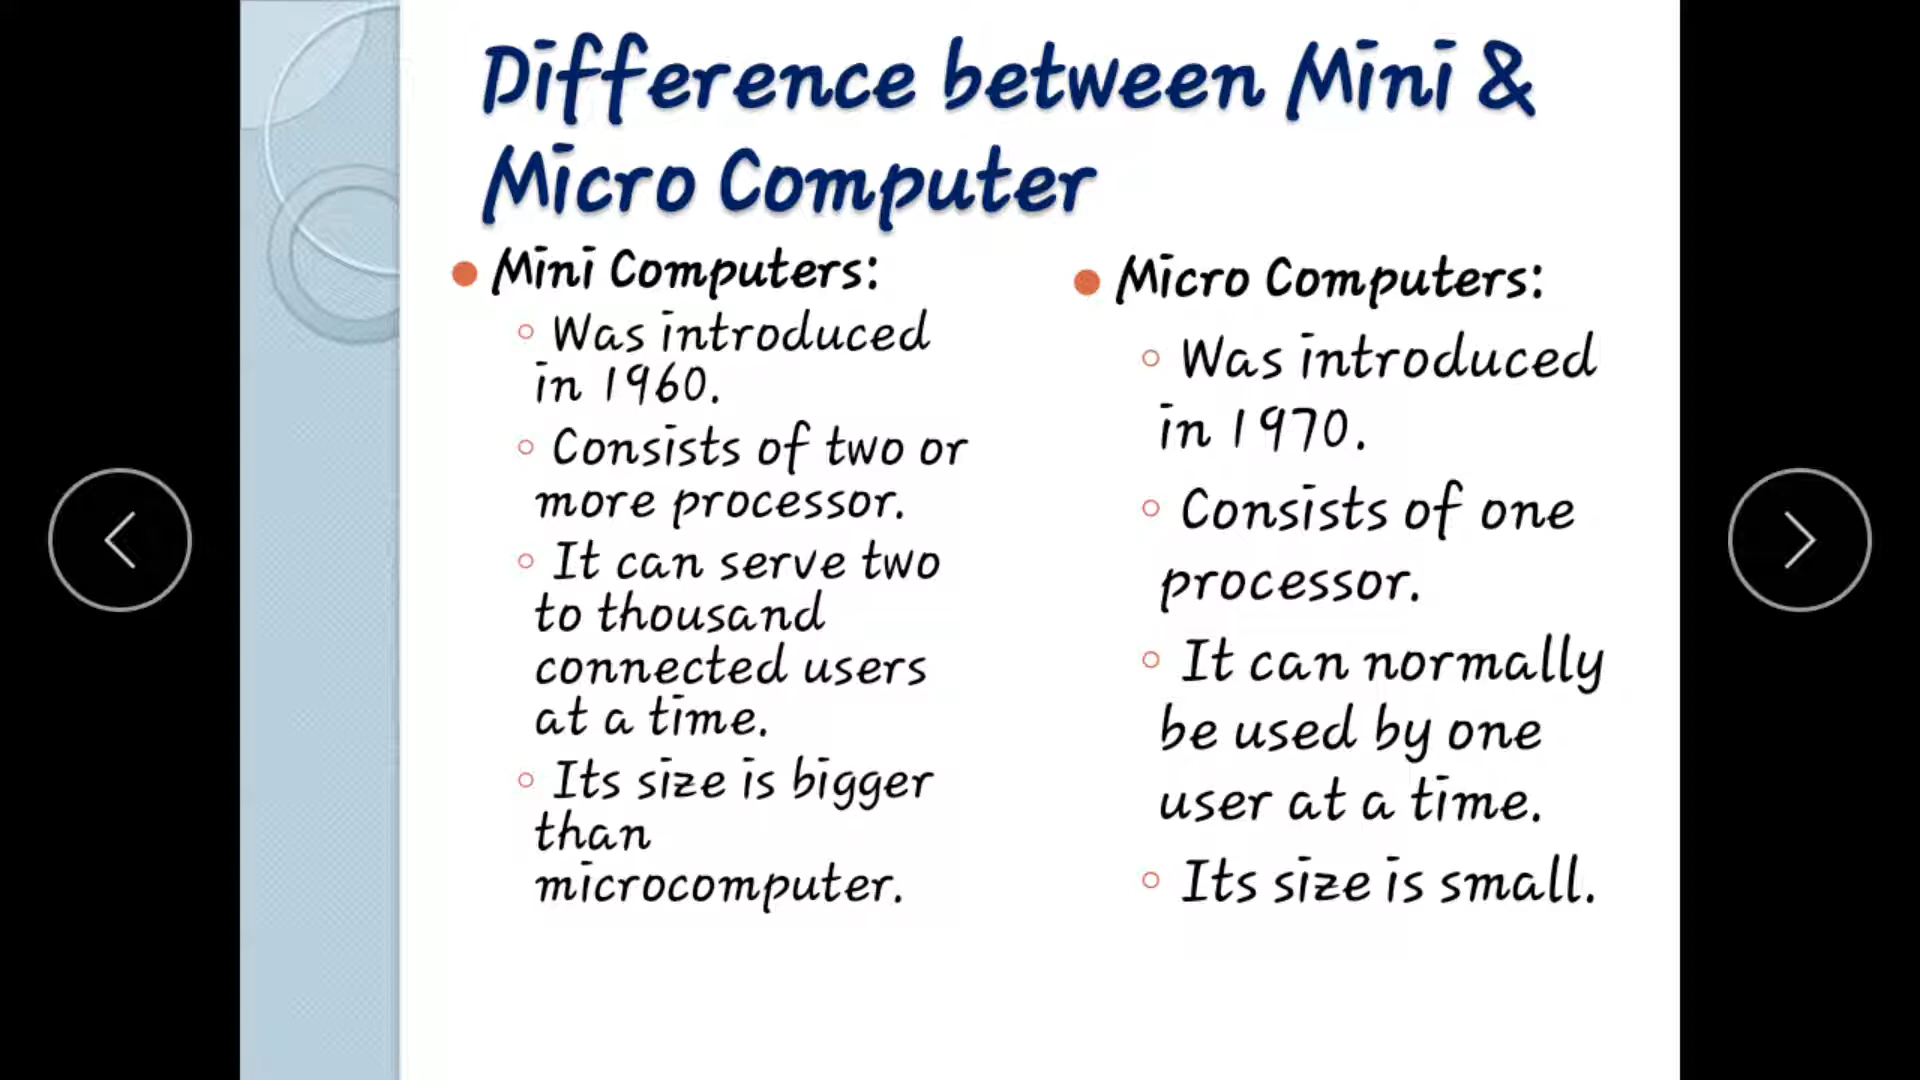 Difference between Mini &
Micro Computer
Mini Computers:
Was introduced
in 1960.
Consists of two or
more processor.
It can serve two
to thousand
connected users
at a time.
Its size is bigger
than
microcomputer.
Micro Computers:
Was introduced
in 1970.
Consists of one
processor.
It can normally
be used by one
user at a time.
Its size is small.